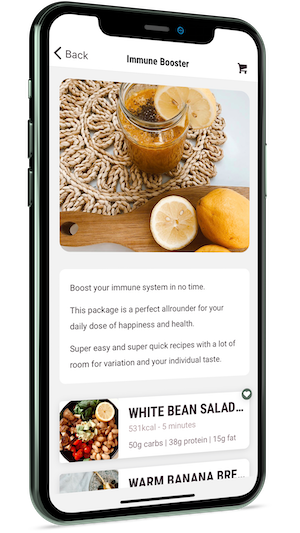 Back
Immune Booster
Boost your immune system in no time.
This package is a perfect allrounder for your
daily dose of happiness and health.
Super easy and super quick recipes with a lot of
room for variation and your individual taste.
WHITE BEAN SALAD...
531kcal - 5 minutes
50g carbs | 38g protein | 15g fat
WARM BANANA BRE...